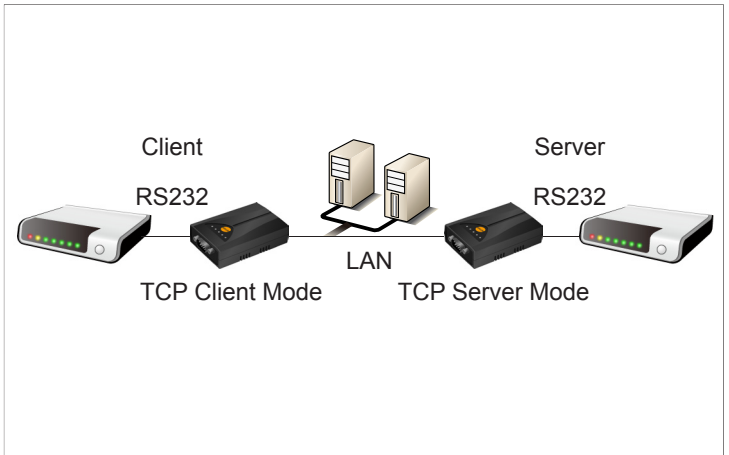 Client
Server
RS232
RS232
LAN
TCP Client Mode
TCP Server Mode